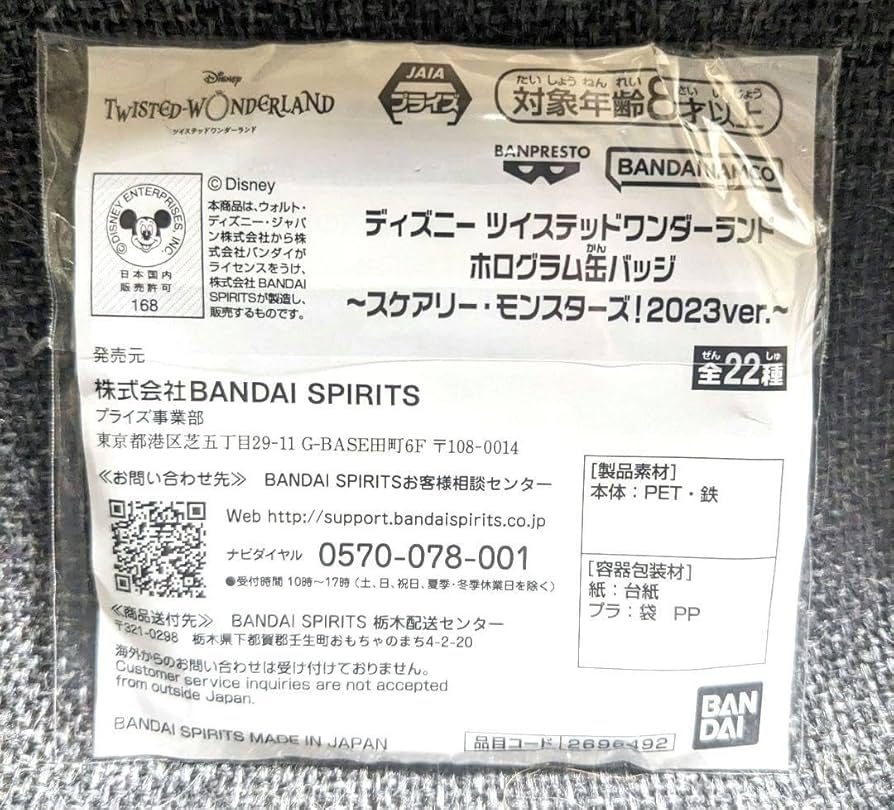 Disney
TWISTED-WONDERLAND
ツイステッドワンダーランド
JAIA
プライズ
たいしょうねんれい さいいじょう
対象年齢8才以上
BANPRESTO
BANDAI NAMCO
© DISNEY ENTERPRISES, INC.
日本国内
販売許可
168
© Disney
本商品は、ウォルト・
ディズニー・ジャパ
ン株式会社から株
式会社バンダイが
ライセンスをうけ、
株式会社BANDAI
SPIRITSが製造し、
販売するものです。
ディズニー ツイステッドワンダーランド
かん
ホログラム缶バッジ
~スケアリー・モンスターズ!2023ver.~
ぜん しゅ
全22種
発売元
株式会社BANDAI SPIRITS
プライズ事業部
東京都港区芝五丁目29-11 G-BASE田町6F 〒108-0014
≪お問い合わせ先≫ BANDAI SPIRITSお客様相談センター
Web http://support.bandaispirits.co.jp
ナビダイヤル 0570-078-001
●受付時間 10時~17時(土、日、祝日、夏季・冬季休業日を除く)
≪商品送付先≫ BANDAI SPIRITS 栃木配送センター
〒321-0298 栃木県下都賀郡壬生町おもちゃのまち4-2-20
海外からのお問い合わせは受け付けておりません。
Customer service inquiries are not accepted
from outside Japan.
BANDAI SPIRITS MADE IN JAPAN
[製品素材]
本体:PET・鉄
[容器包装材]
紙:台紙
プラ:袋 PP
品目コード 2696492
BAN
DAI